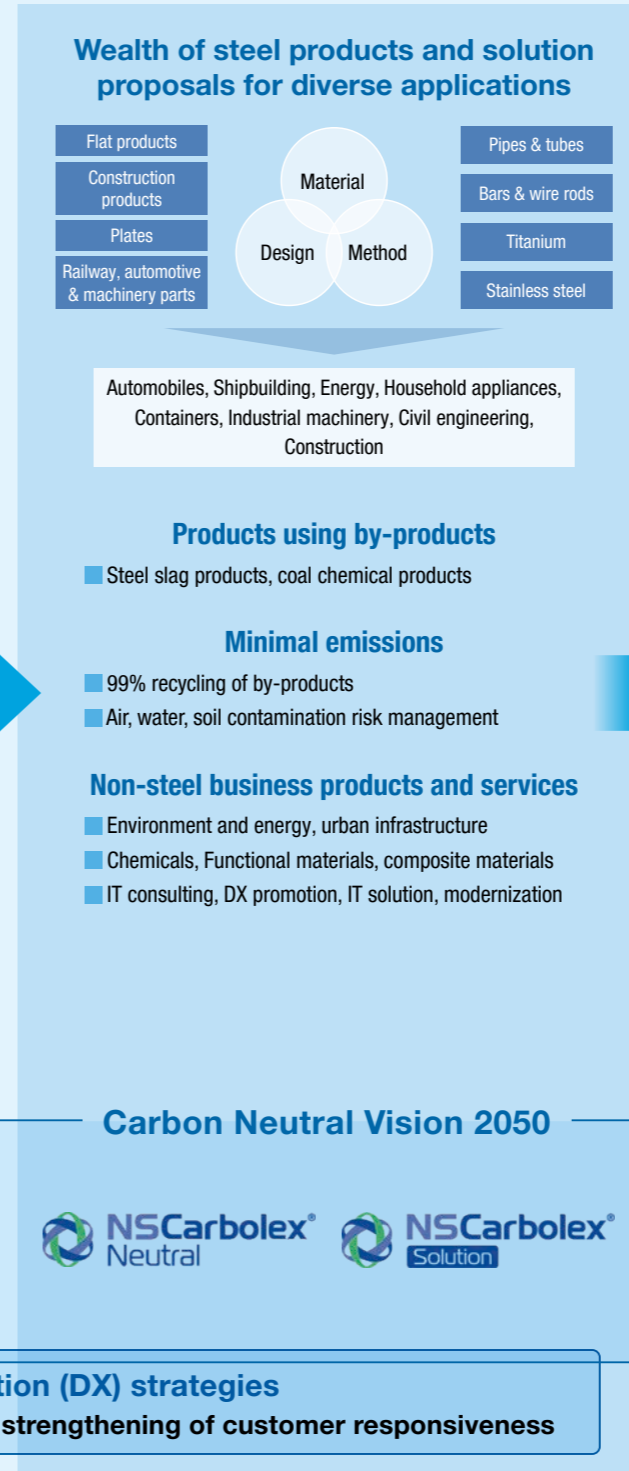 Wealth of steel products and solution
proposals for diverse applications
Flat products
Construction
products
Plates
Railway, automotive
& machinery parts
Material
Design
Method
Pipes & tubes
Bars & wire rods
Titanium
Stainless steel
Automobiles, Shipbuilding, Energy, Household appliances,
Containers, Industrial machinery, Civil engineering,
Construction
Products using by-products
Steel slag products, coal chemical products
Minimal emissions
99% recycling of by-products
Air, water, soil contamination risk management
Non-steel business products and services
Environment and energy, urban infrastructure
Chemicals, Functional materials, composite materials
IT consulting, DX promotion, IT solution, modernization
Carbon Neutral Vision 2050
NSCarbolex®
Neutral
NSCarbolex®
Solution
tion (DX) strategies
strengthening of customer responsiveness